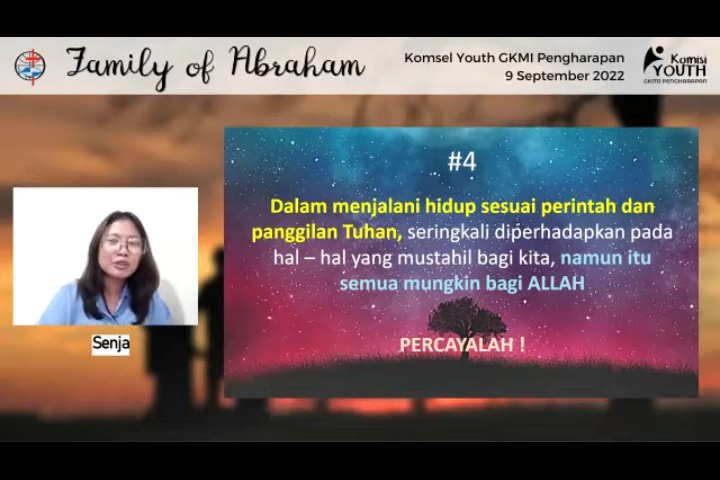 Family of Abraham
Komsel Youth GKMI Pengharapan
9 September 2022
Komisi
YOUTH
GKMI PENGHARAPAN
#4
Dalam menjalani hidup sesuai perintah dan
panggilan Tuhan, seringkali diperhadapkan pada
hal – hal yang mustahil bagi kita, namun itu
semua mungkin bagi ALLAH
PERCAYALAH !
Senja